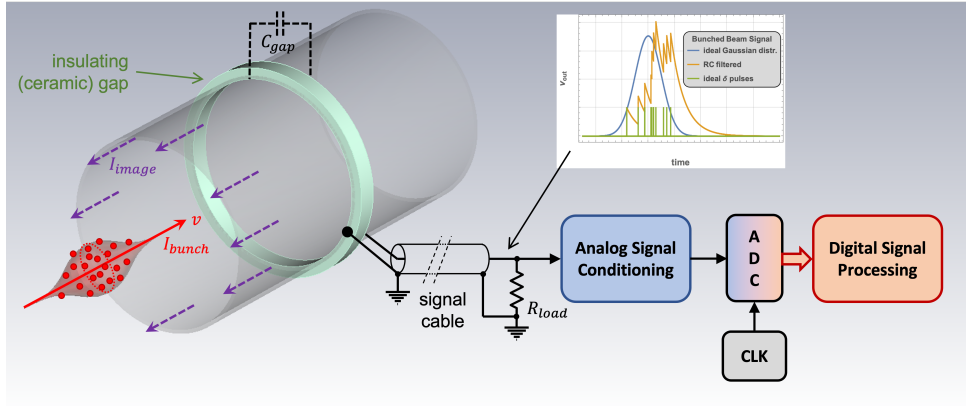 C_gap
insulating
(ceramic) gap
I_image
v
I_bunch
signal
cable
R_load
Bunched Beam Signal
ideal Gaussian distr.
RC filtered
ideal δ pulses
v_out
time
Analog Signal
Conditioning
A
D
C
Digital Signal
Processing
CLK